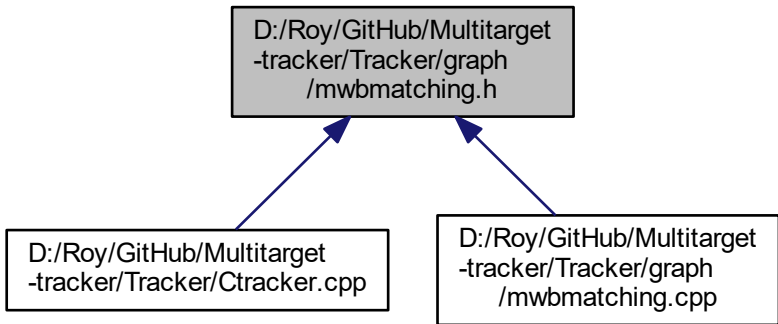 D:/Roy/GitHub/Multitarget
-tracker/Tracker/graph
/mwbmatching.h
D:/Roy/GitHub/Multitarget
-tracker/Tracker/Ctracker.cpp
D:/Roy/GitHub/Multitarget
-tracker/Tracker/graph
/mwbmatching.cpp